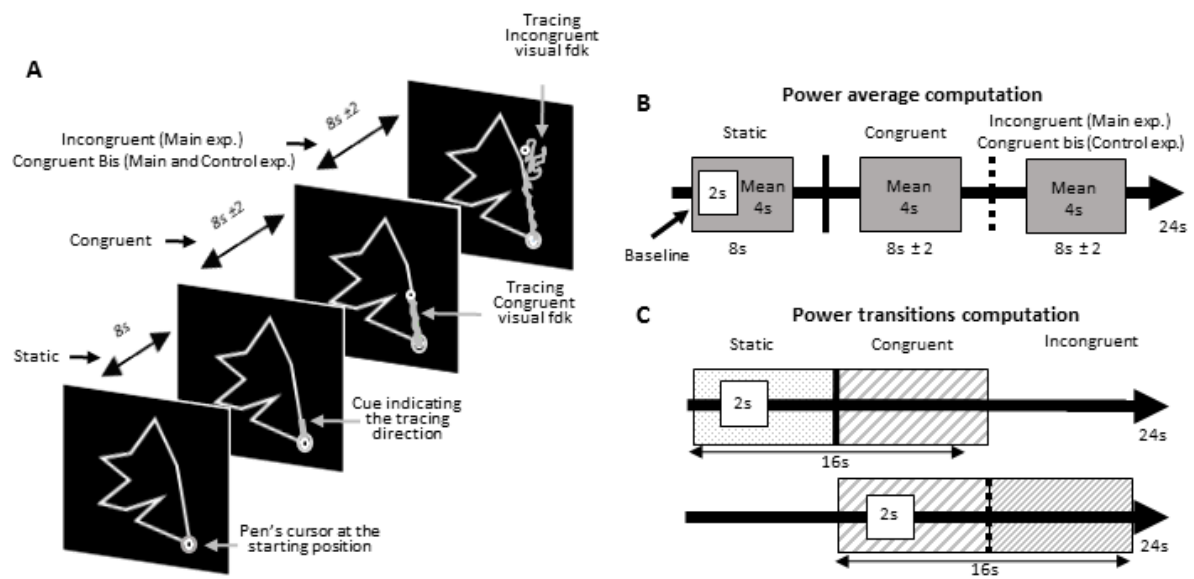 A
Tracing
Incongruent
visual fdk
8s ±2
Incongruent (Main exp.)
Congruent Bis (Main and Control exp.)
8s ±2
Congruent
Tracing
Congruent
visual fdk
8s
Static
Cue indicating
the tracing
direction
Pen's cursor at the
starting position
B
Power average computation
Static
Congruent
Incongruent (Main exp.)
Congruent bis (Control exp.)
2s
Mean
4s
Mean
4s
Mean
4s
24s
Baseline
8s
8s ± 2
8s ± 2
C
Power transitions computation
Static
Congruent
Incongruent
2s
24s
16s
2s
24s
16s